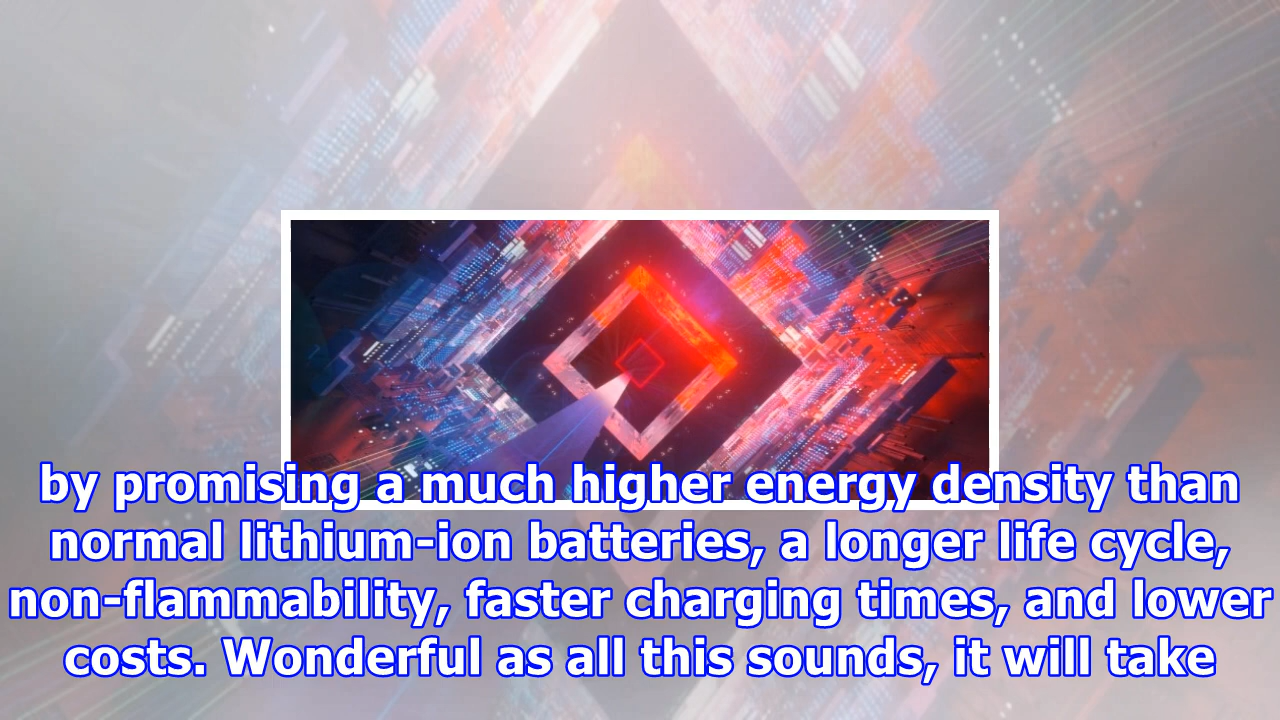 by promising a much higher energy density than
normal lithium-ion batteries, a longer life cycle,
non-flammability, faster charging times, and lower
costs. Wonderful as all this sounds, it will take